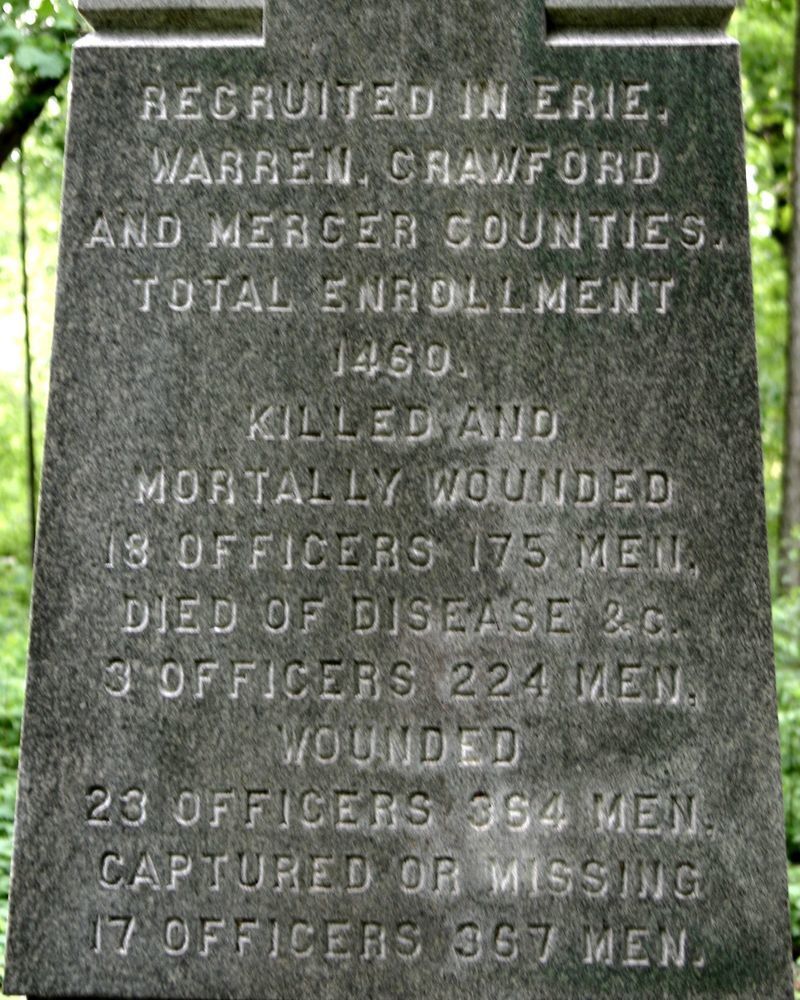 RECRUITED IN ERIE,
WARREN, CRAWFORD
AND MERCER COUNTIES.
TOTAL ENROLLMENT
1460.
KILLED AND
MORTALLY WOUNDED
18 OFFICERS 175 MEN,
DIED OF DISEASE &C.
3 OFFICERS 224 MEN,
WOUNDED
23 OFFICERS 364 MEN,
CAPTURED OR MISSING
17 OFFICERS 367 MEN.